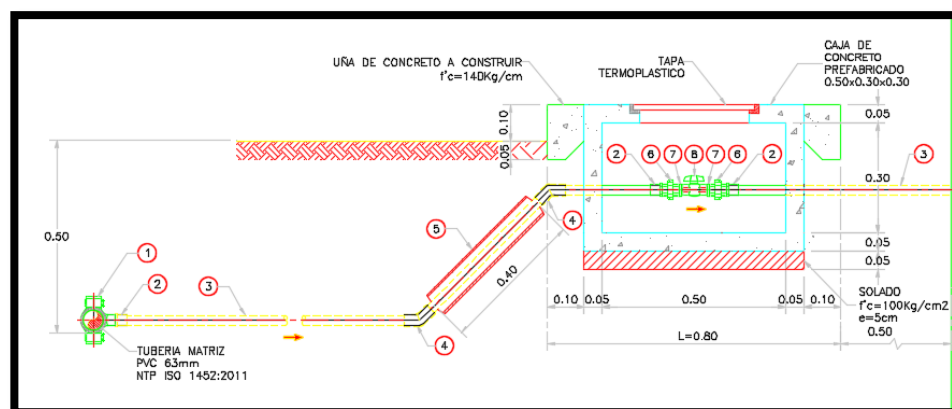 UÑA DE CONCRETO A CONSTRUIR
f'c=140Kg/cm
TAPA
TERMOPLASTICO
CAJA DE
CONCRETO
PREFABRICADO
0.50x0.30x0.30
0.10
0.05
0.05
0.30
0.05
0.05
2 6 7 8 7 6 2
3
4
5
0.40
0.50
1
2
3
4
TUBERIA MATRIZ
PVC 63mm
NTP ISO 1452:2011
0.10 0.05 0.50 0.05 0.10
L=0.80
SOLADO
f'c=100Kg/cm2
e=5cm
0.50